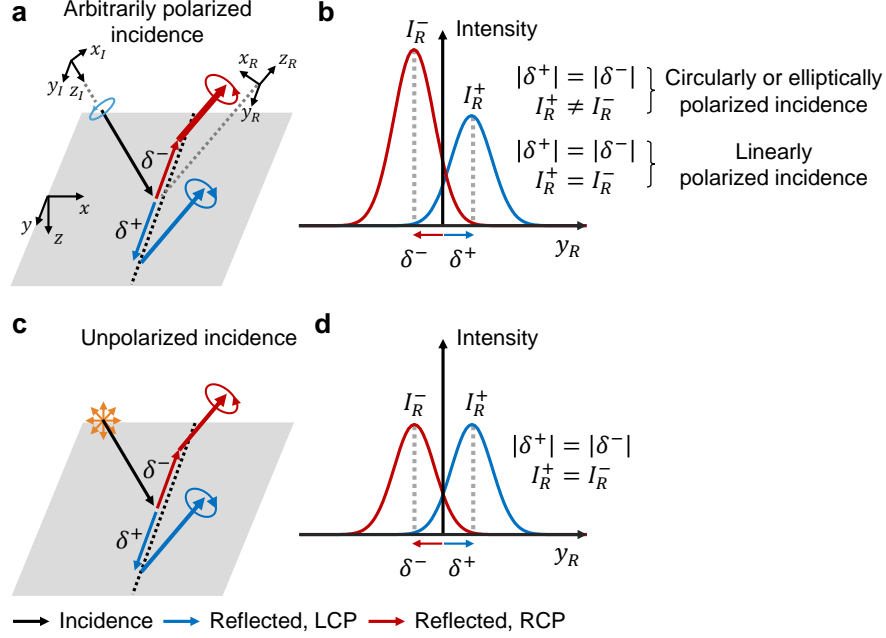 a
Arbitrarily polarized
incidence
x_I
y_I
z_I
x_R
z_R
y_R
δ⁻
δ⁺
x
y
z
b
Intensity
I_R^-
I_R^+
|δ⁺| = |δ⁻|
I_R^+ ≠ I_R^-
Circularly or elliptically
polarized incidence
|δ⁺| = |δ⁻|
I_R^+ = I_R^-
Linearly
polarized incidence
δ⁻
δ⁺
y_R
c
Unpolarized incidence
δ⁻
δ⁺
d
Intensity
I_R^-
I_R^+
|δ⁺| = |δ⁻|
I_R^+ = I_R^-
δ⁻
δ⁺
y_R
Incidence
Reflected, LCP
Reflected, RCP